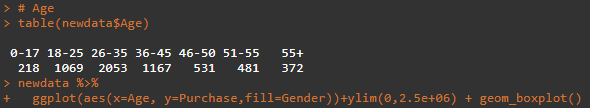 > # Age
> table(newdata$Age)
0-17 18-25 26-35 36-45 46-50 51-55 55+
218 1069 2053 1167 531 481 372
> newdata %>%
+ ggplot(aes(x=Age, y=Purchase,fill=Gender))+ylim(0,2.5e+06) + geom_boxplot()